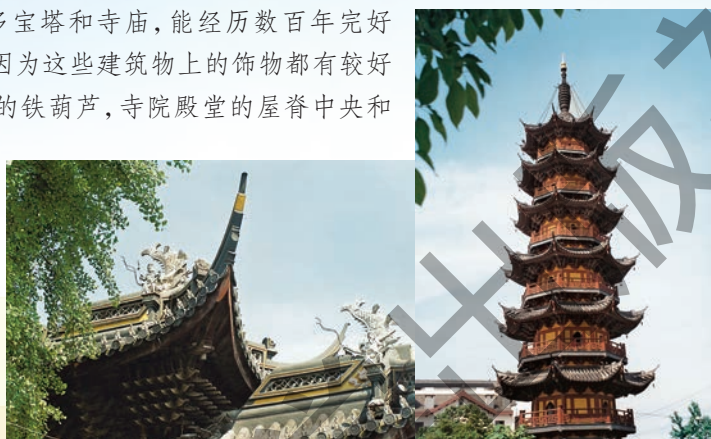 多宝塔和寺庙，能经历数百年完好
因为这些建筑物上的饰物都有较好
的铁葫芦，寺院殿堂的屋脊中央和